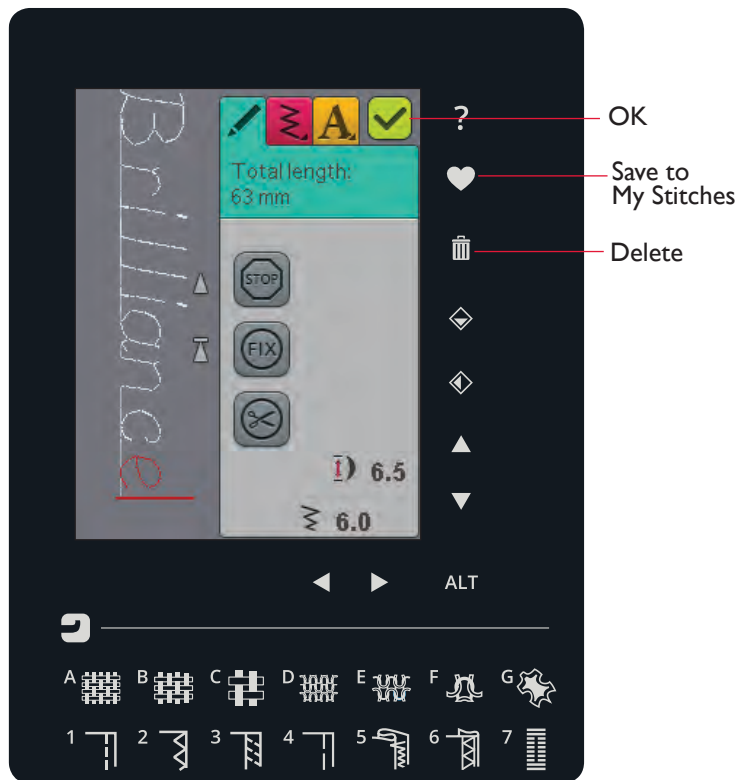 Brilliance
A
Total length:
63 mm
STOP
FIX
6.5
6.0
?
OK
Save to
My Stitches
Delete
ALT
A B C D E F G
1 2 3 4 5 6 7